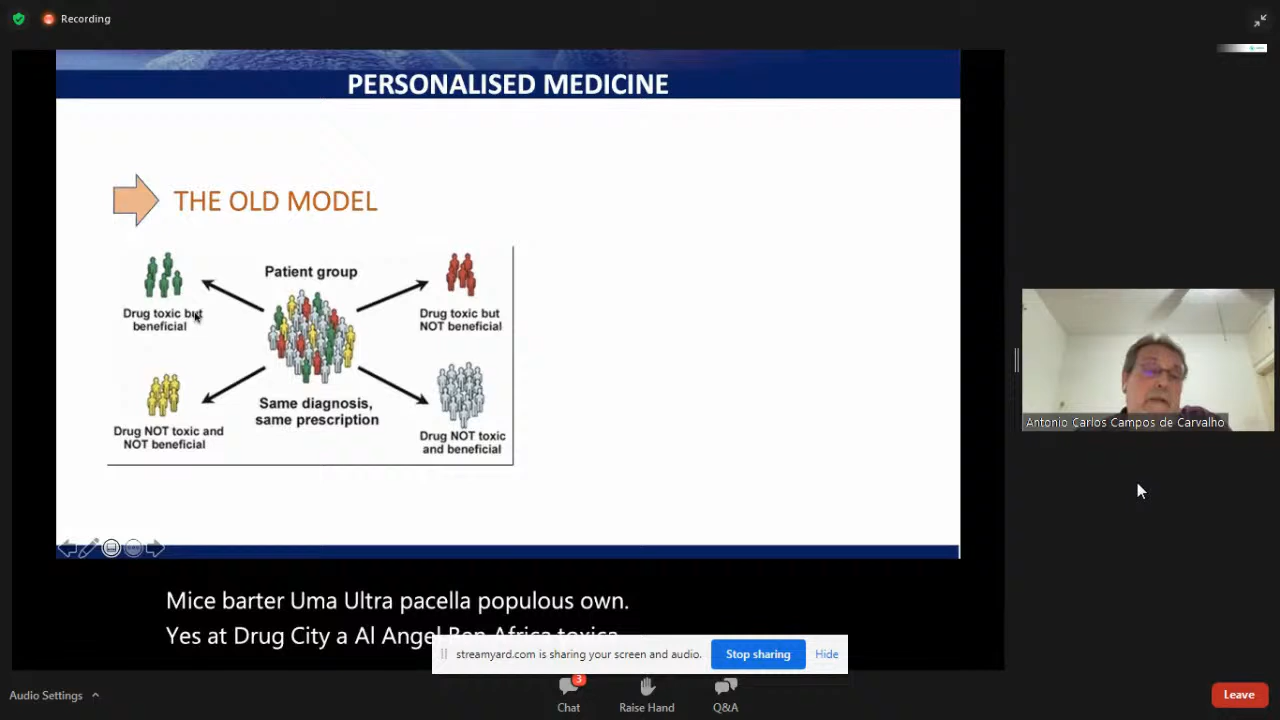 Recording
PERSONALISED MEDICINE
THE OLD MODEL
Patient group
Drug toxic but
beneficial
Drug toxic but
NOT beneficial
Same diagnosis,
same prescription
Drug NOT toxic and
NOT beneficial
Drug NOT toxic
and beneficial
Antonio Carlos Campos de Carvalho
Mice barter Uma Ultra pacella populous own.
Yes at Drug City a Al Angel Ben Africa toxica
streamyard.com is sharing your screen and audio.
Stop sharing
Hide
Audio Settings
3
Chat
Raise Hand
Q&A
Leave